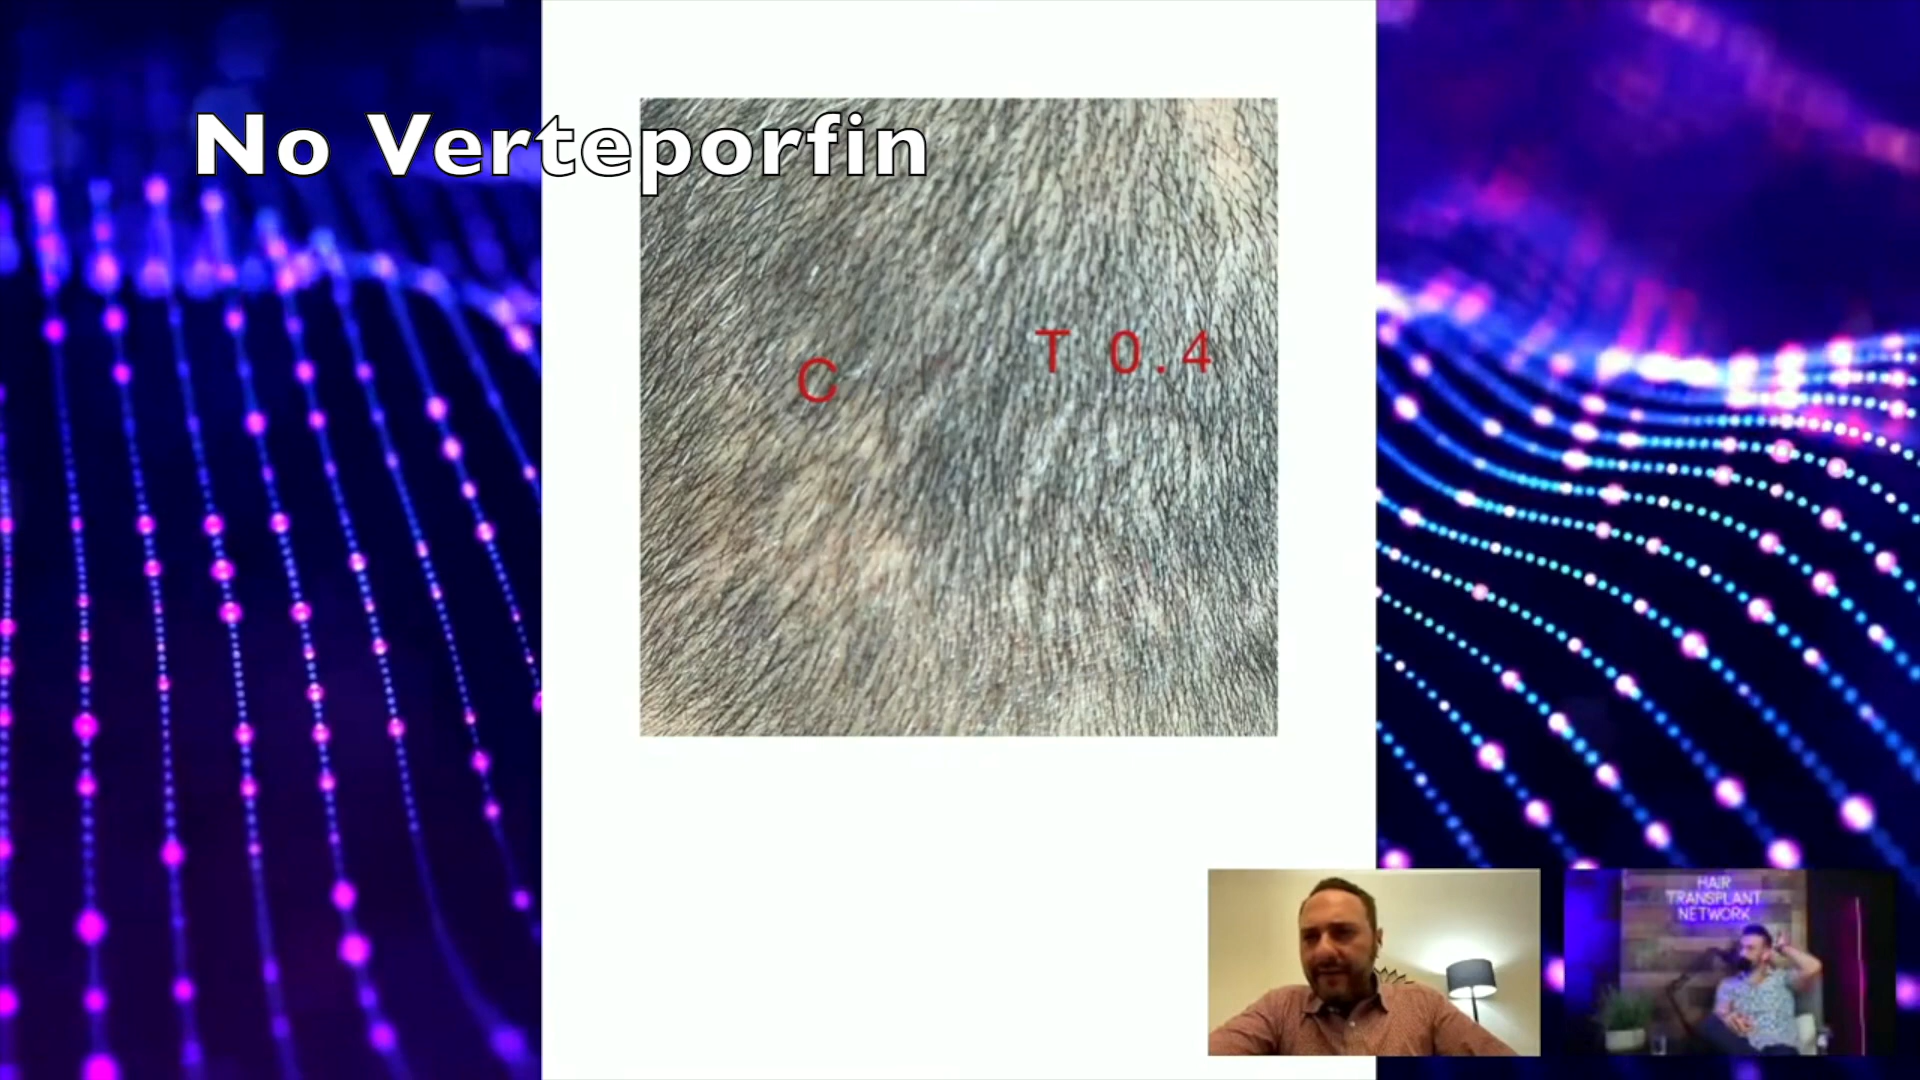 No Verteporfin
C
T 0.4
HAIR
TRANSPLANT
NETWORK